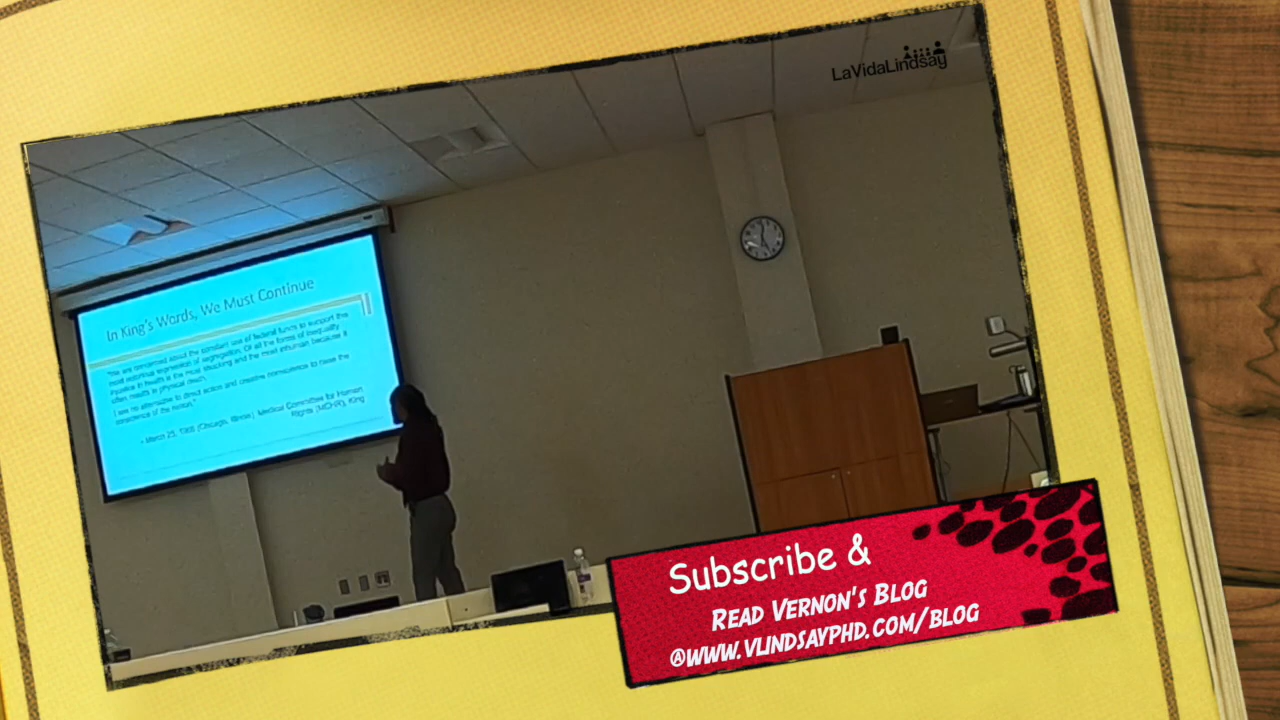 LaVidaLindsay
In King's Words, We Must Continue
"We are concerned about the constant use of federal funds to support this
most notorious expression of segregation. Of all the forms of inequality
injustice in health is the most shocking and the most inhuman because it
often results in physical death.
I see no alternative to direct action and creative nonviolence to raise the
conscience of the nation."
March 25, (Chicago, Illinois) Medical Committee for Human
Rights (MCHR), King
Subscribe &
READ VERNON'S BLOG
@WWW.VLINDSAYPHD.COM/BLOG